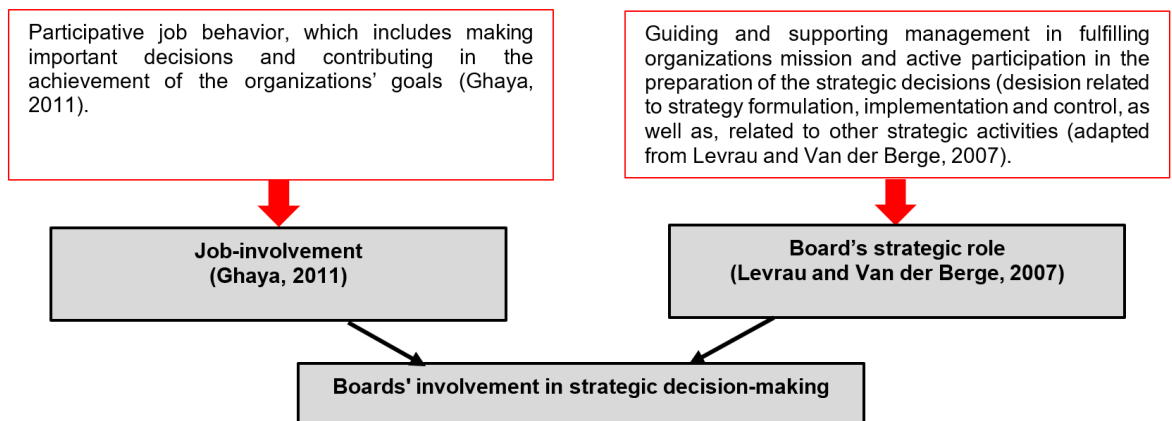 Participative job behavior, which includes making
important decisions and contributing in the
achievement of the organizations' goals (Ghaya,
2011).
Guiding and supporting management in fulfilling
organizations mission and active participation in the
preparation of the strategic decisions (desision related
to strategy formulation, implementation and control, as
well as, related to other strategic activities (adapted
from Levrau and Van der Berge, 2007).
Job-involvement
(Ghaya, 2011)
Board's strategic role
(Levrau and Van der Berge, 2007)
Boards' involvement in strategic decision-making